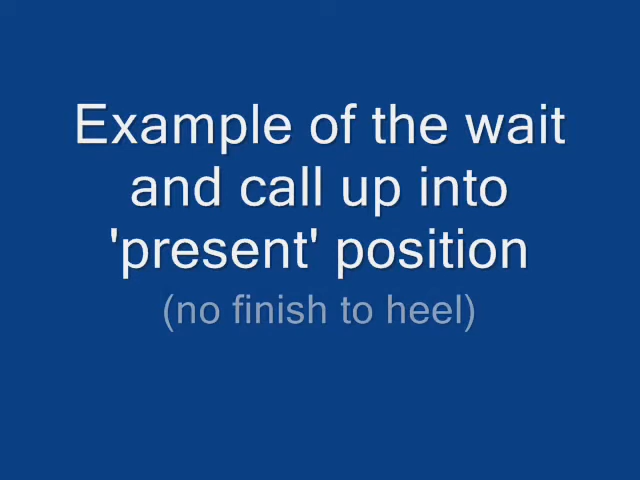 Example of the wait
and call up into
'present' position
(no finish to heel)